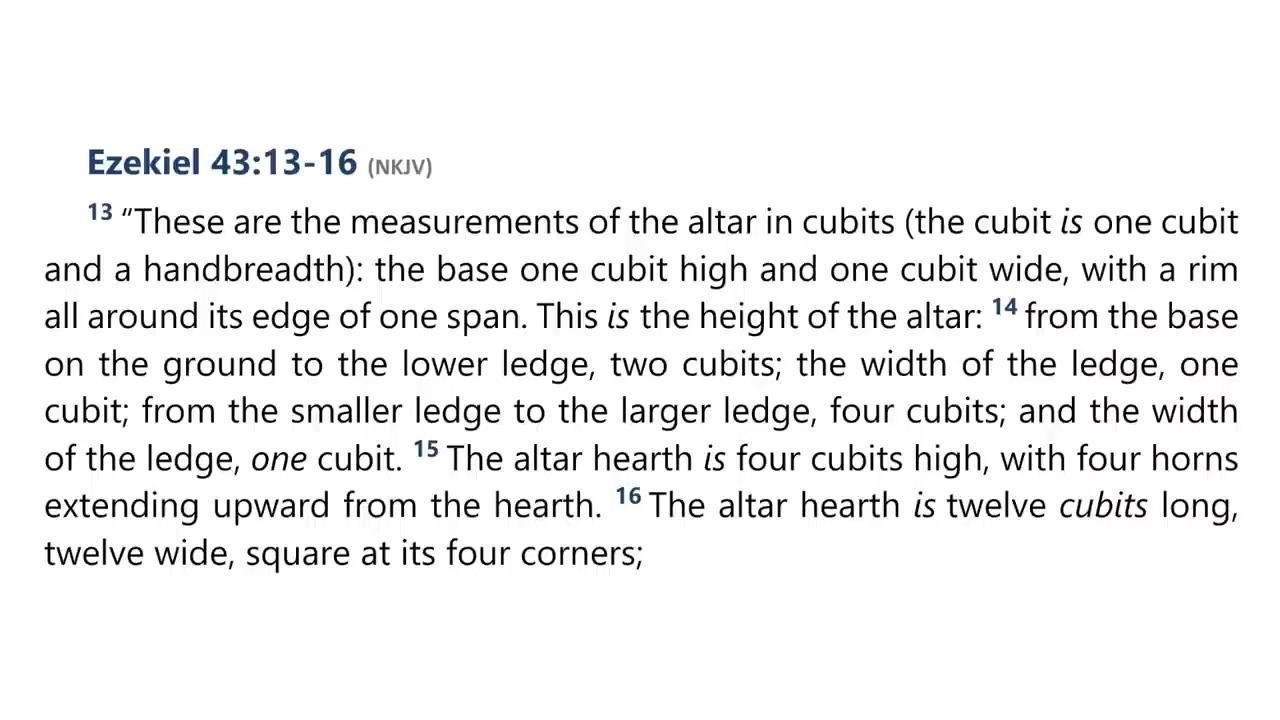 Ezekiel 43:13-16 (NKJV)
13 “These are the measurements of the altar in cubits (the cubit is one cubit
and a handbreadth): the base one cubit high and one cubit wide, with a rim
all around its edge of one span. This is the height of the altar: 14 from the base
on the ground to the lower ledge, two cubits; the width of the ledge, one
cubit; from the smaller ledge to the larger ledge, four cubits; and the width
of the ledge, one cubit. 15 The altar hearth is four cubits high, with four horns
extending upward from the hearth. 16 The altar hearth is twelve cubits long,
twelve wide, square at its four corners;